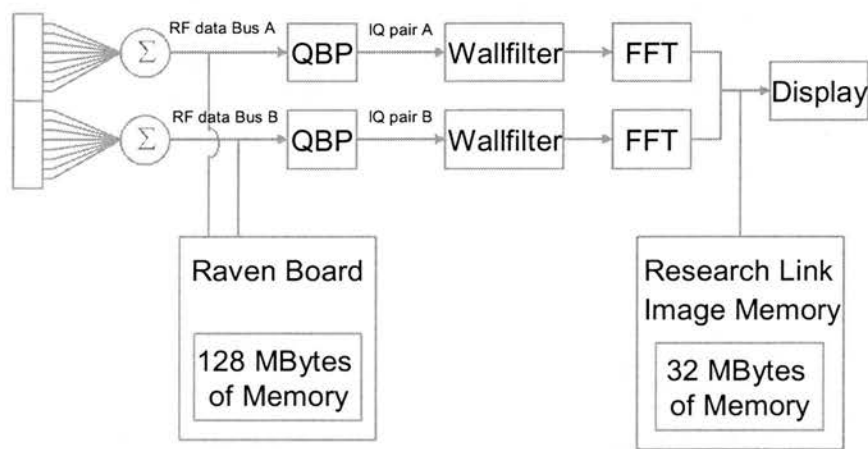 Σ
RF data Bus A
QBP
IQ pair A
Wallfilter
FFT
Display
Σ
RF data Bus B
QBP
IQ pair B
Wallfilter
FFT
Raven Board
128 MBytes
of Memory
Research Link
Image Memory
32 MBytes
of Memory